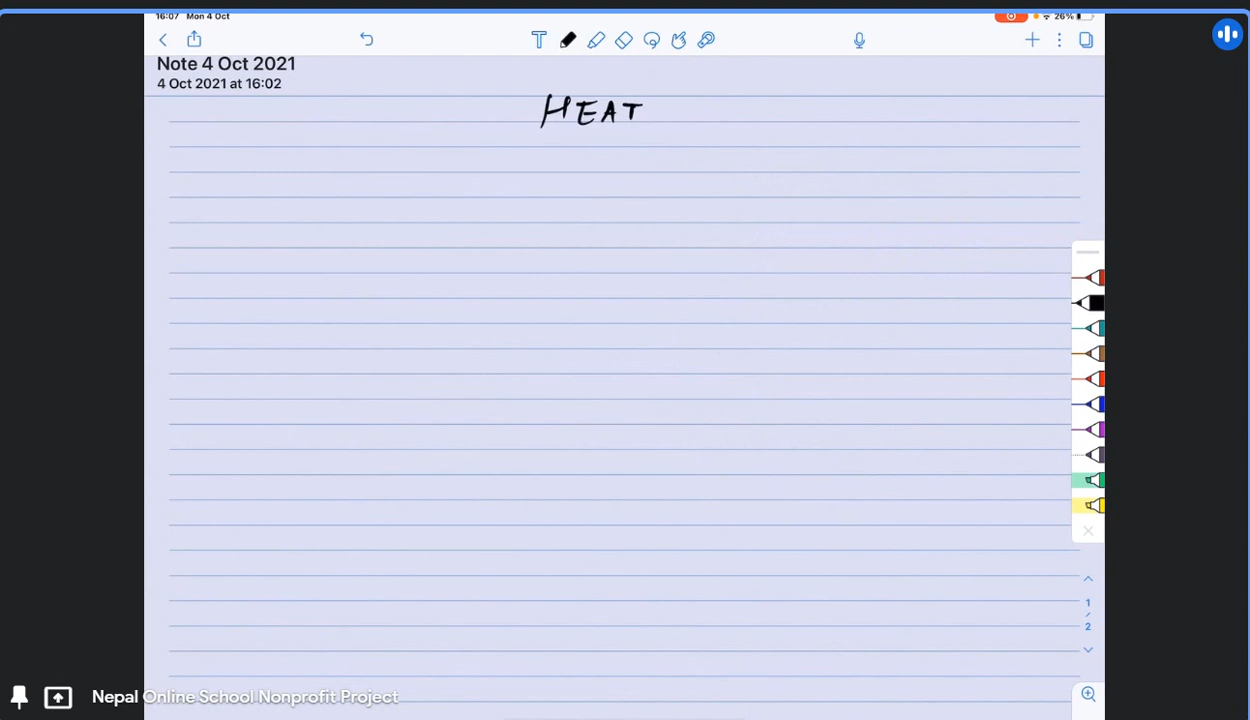 16:07 Mon 4 Oct 26%
Note 4 Oct 2021
4 Oct 2021 at 16:02
HEAT
1
2
Nepal Online School Nonprofit Project